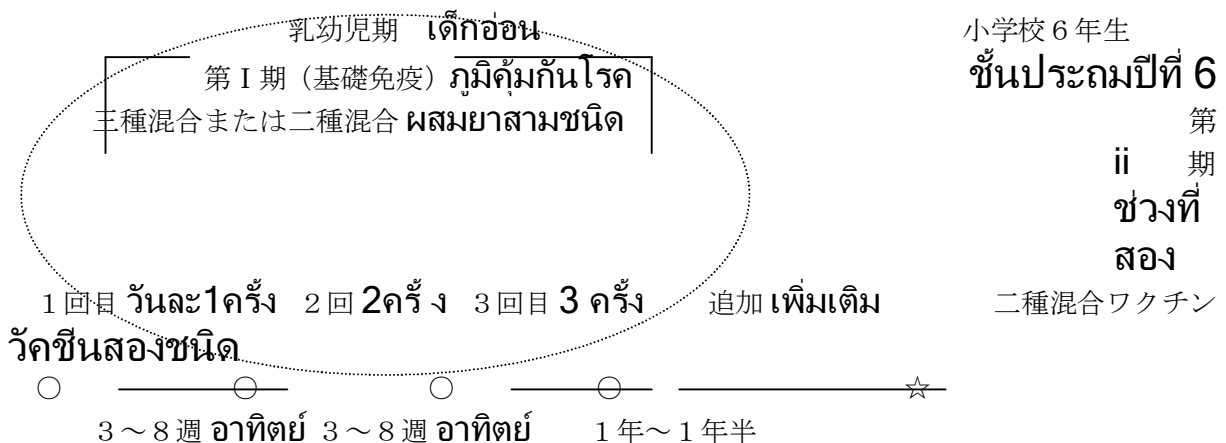 乳幼児期 เด็กอ่อน 小学校６年生
第Ⅰ期（基礎免疫）ภูมิคุ้มกันโรค ชั้นประถมปีที่ 6
三種混合または二種混合 ผสมยาสามชนิด 第
ii 期
ช่วงที่
สอง
１回目 วันละ1ครั้ง ２回 2ครั้ ง ３回目 3 ครั้ง 追加 เพิ่มเติม 二種混合ワクチン
วัคซีนสองชนิด
○ ○ ○ ○ ☆
３～８週 อาทิตย์ ３～８週 อาทิตย์ １年～１年半